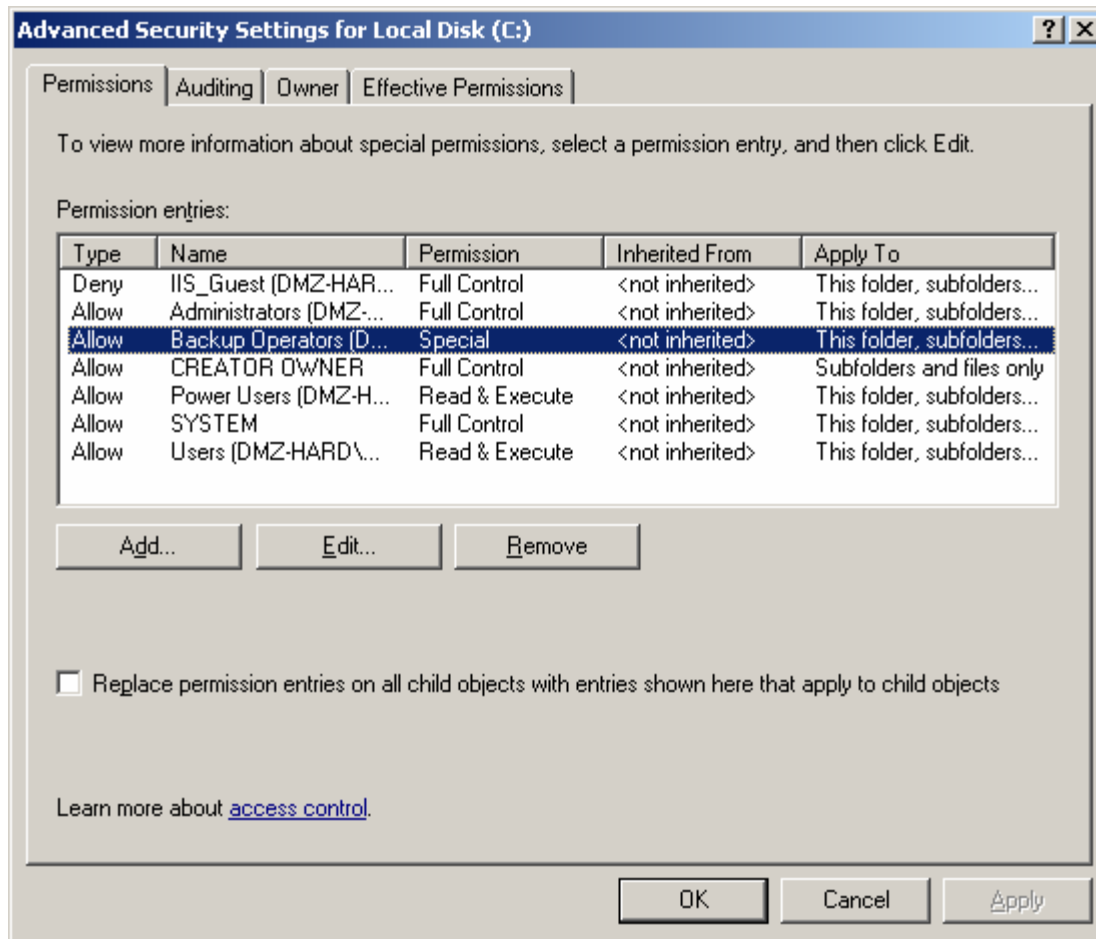 Advanced Security Settings for Local Disk (C:)
Permissions Auditing Owner Effective Permissions
To view more information about special permissions, select a permission entry, and then click Edit.
Permission entries:
Type Name Permission Inherited From Apply To
Deny IIS_Guest (DMZ-HAR... Full Control <not inherited> This folder, subfolders...
Allow Administrators (DMZ-... Full Control <not inherited> This folder, subfolders...
Allow Backup Operators (D... Special <not inherited> This folder, subfolders...
Allow CREATOR OWNER Full Control <not inherited> Subfolders and files only
Allow Power Users (DMZ-H... Read & Execute <not inherited> This folder, subfolders...
Allow SYSTEM Full Control <not inherited> This folder, subfolders...
Allow Users (DMZ-HARD\... Read & Execute <not inherited> This folder, subfolders...
Add... Edit... Remove
Replace permission entries on all child objects with entries shown here that apply to child objects
Learn more about access control.
OK Cancel Apply